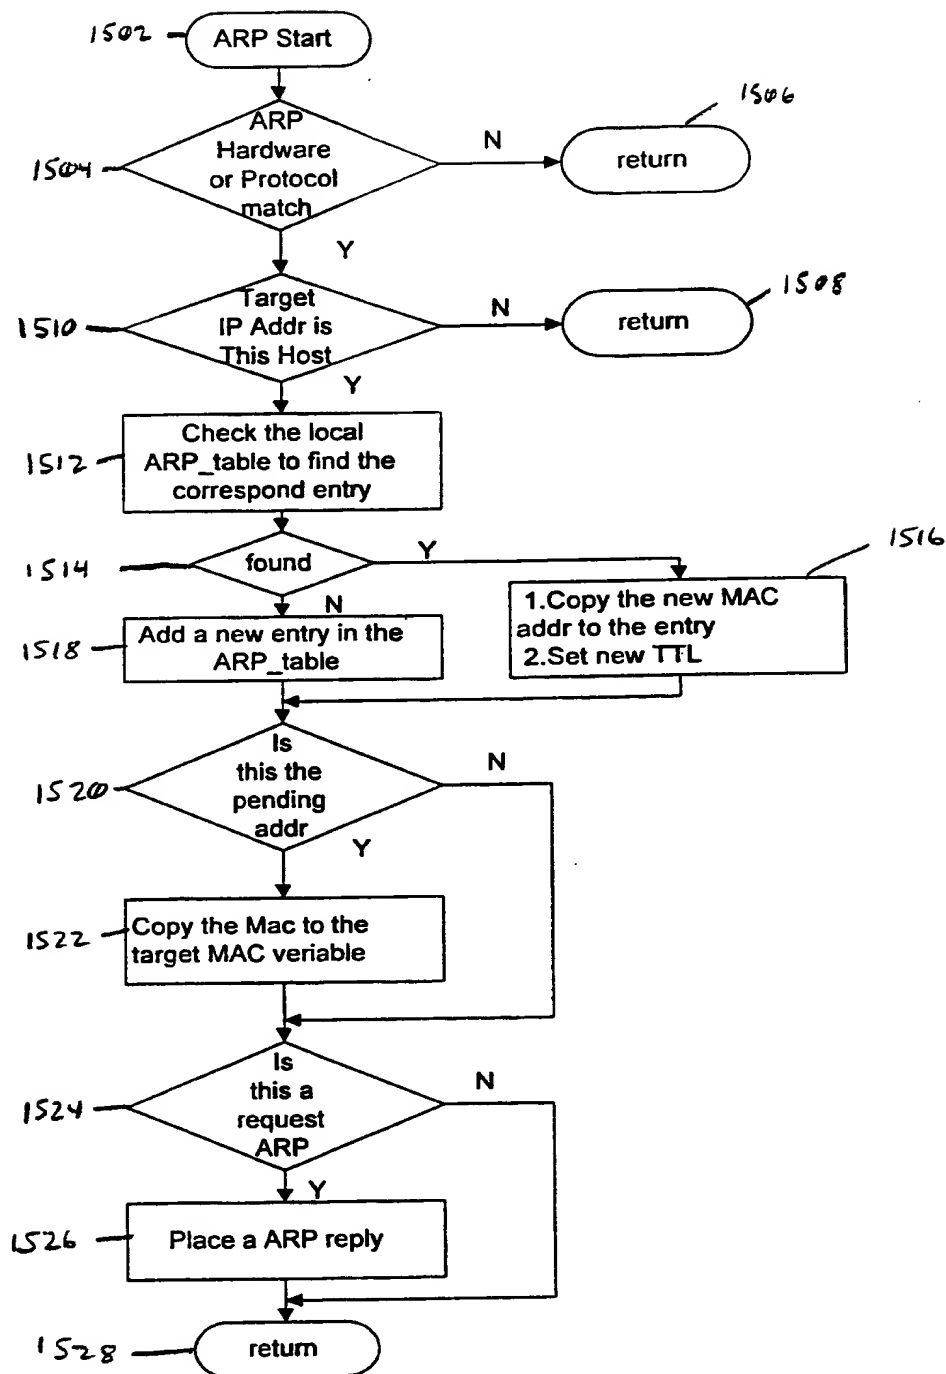 1502
ARP Start
1504
ARP
Hardware
or Protocol
match
N
1506
return
Y
1510
Target
IP Addr is
This Host
N
1508
return
Y
1512
Check the local
ARP_table to find the
correspond entry
1514
found
Y
1516
1.Copy the new MAC
addr to the entry
2.Set new TTL
N
1518
Add a new entry in the
ARP_table
1520
Is
this the
pending
addr
N
Y
1522
Copy the Mac to the
target MAC veriable
1524
Is
this a
request
ARP
N
Y
1526
Place a ARP reply
1528
return